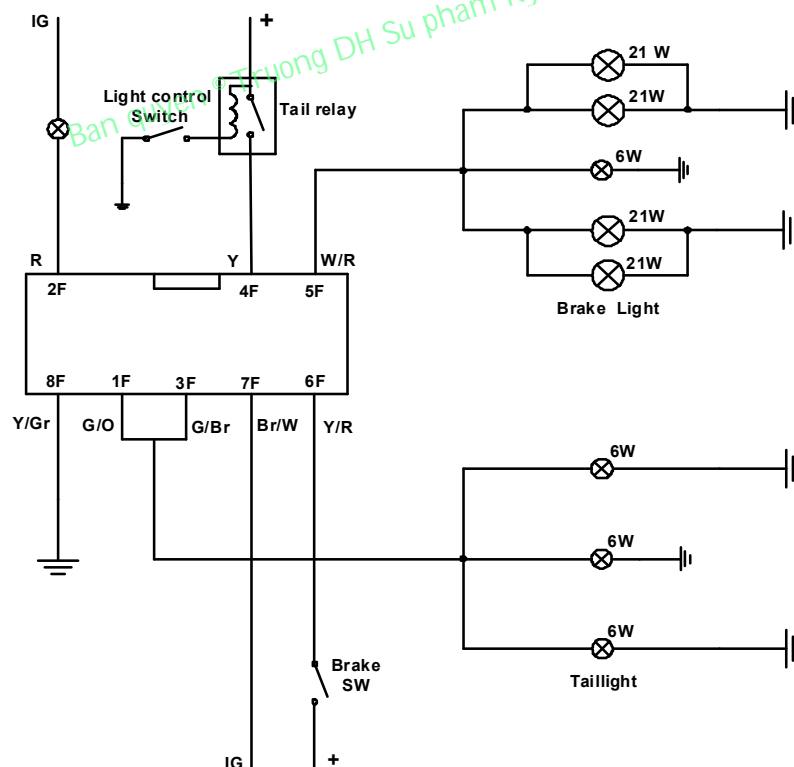 IG
+
Ban quyen © Truong DH Su pham
Light control
Switch
Tail relay
21 W
21W
6W
21W
21W
Brake Light
R
Y
W/R
2F
4F
5F
8F
1F
3F
7F
6F
Y/Gr
G/O
G/Br
Br/W
Y/R
6W
6W
6W
Taillight
Brake
SW
IG
+